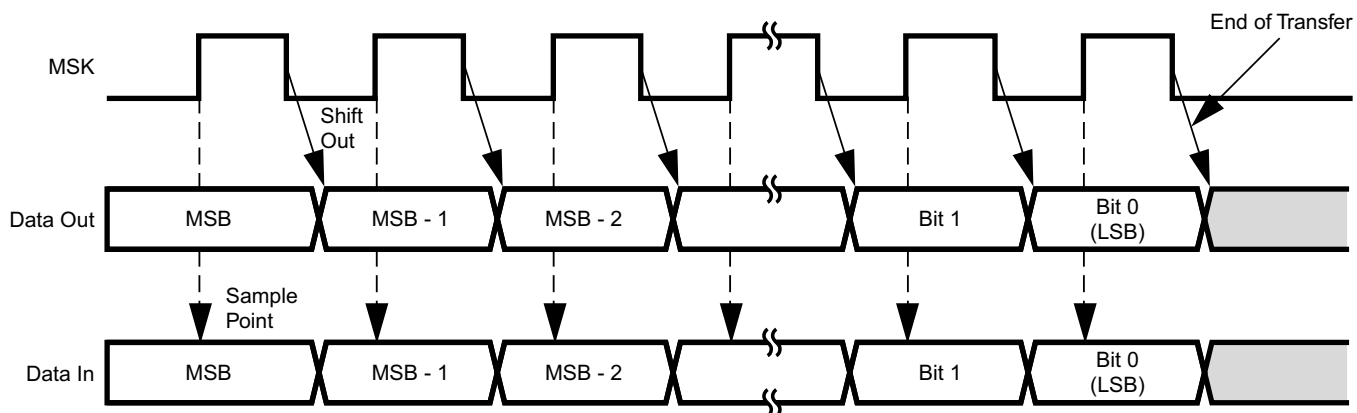 End of Transfer
MSK
Shift
Out
Data Out
MSB
MSB - 1
MSB - 2
Bit 1
Bit 0
(LSB)
Sample
Point
Data In
MSB
MSB - 1
MSB - 2
Bit 1
Bit 0
(LSB)